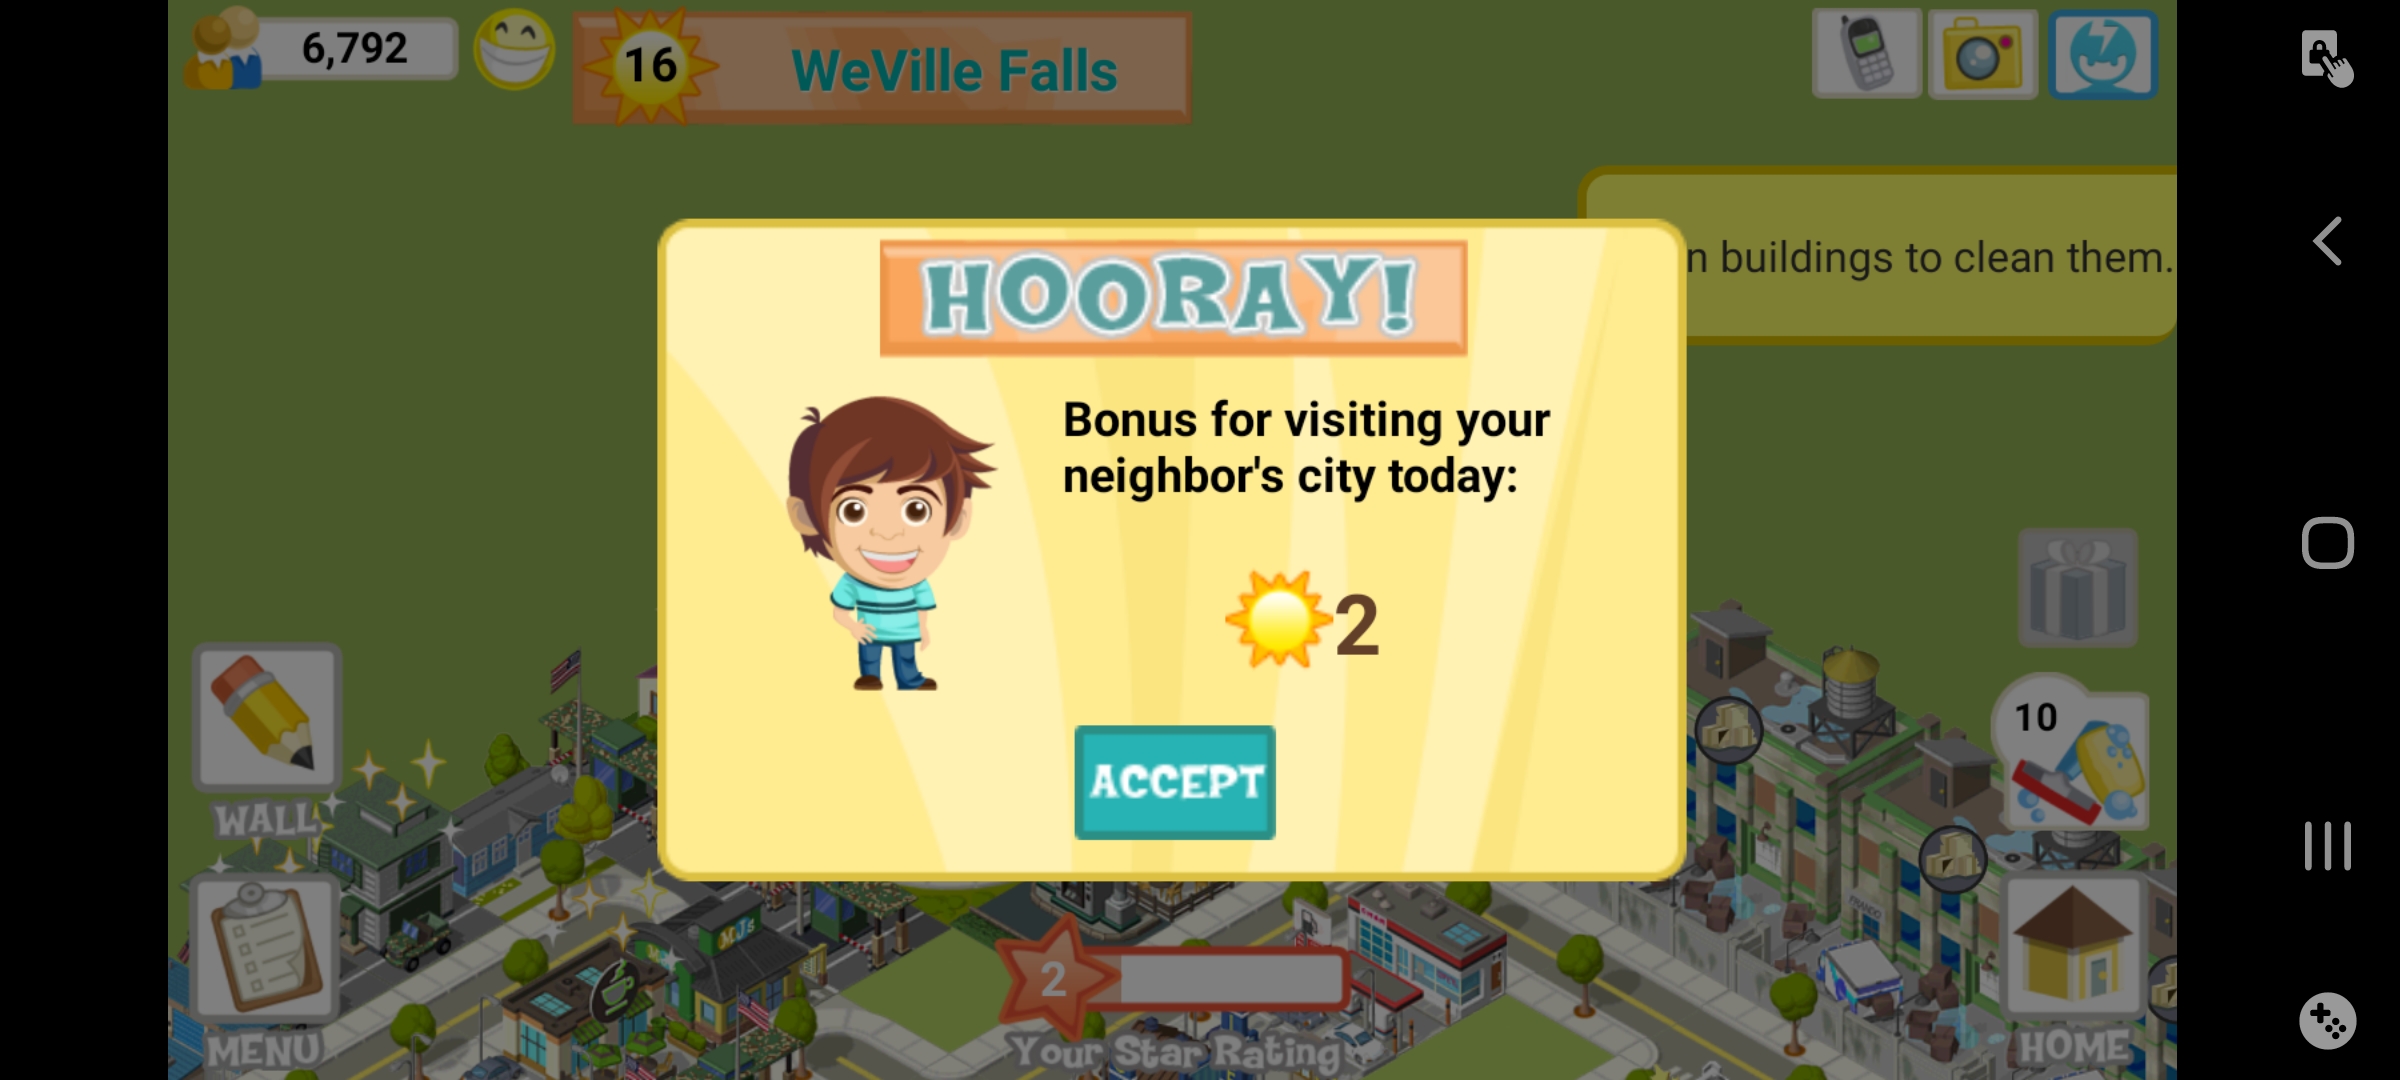 6,792
16
WeVille Falls
n buildings to clean them.
HOORAY!
Bonus for visiting your
neighbor's city today:
2
ACCEPT
10
WALL
MJ's
2
MENU
Your Star Rating
HOME